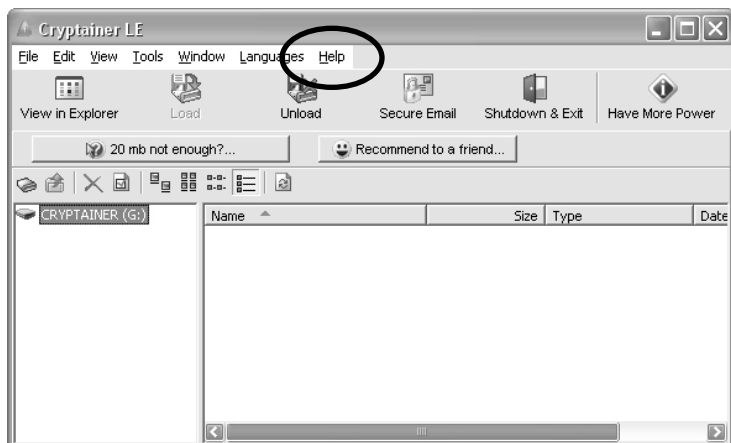 Cryptainer LE
File Edit View Tools Window Languages Help
View in Explorer Load Unload Secure Email Shutdown & Exit Have More Power
20 mb not enough?... Recommend to a friend...
CRYPTAINER (G:) Name Size Type Date